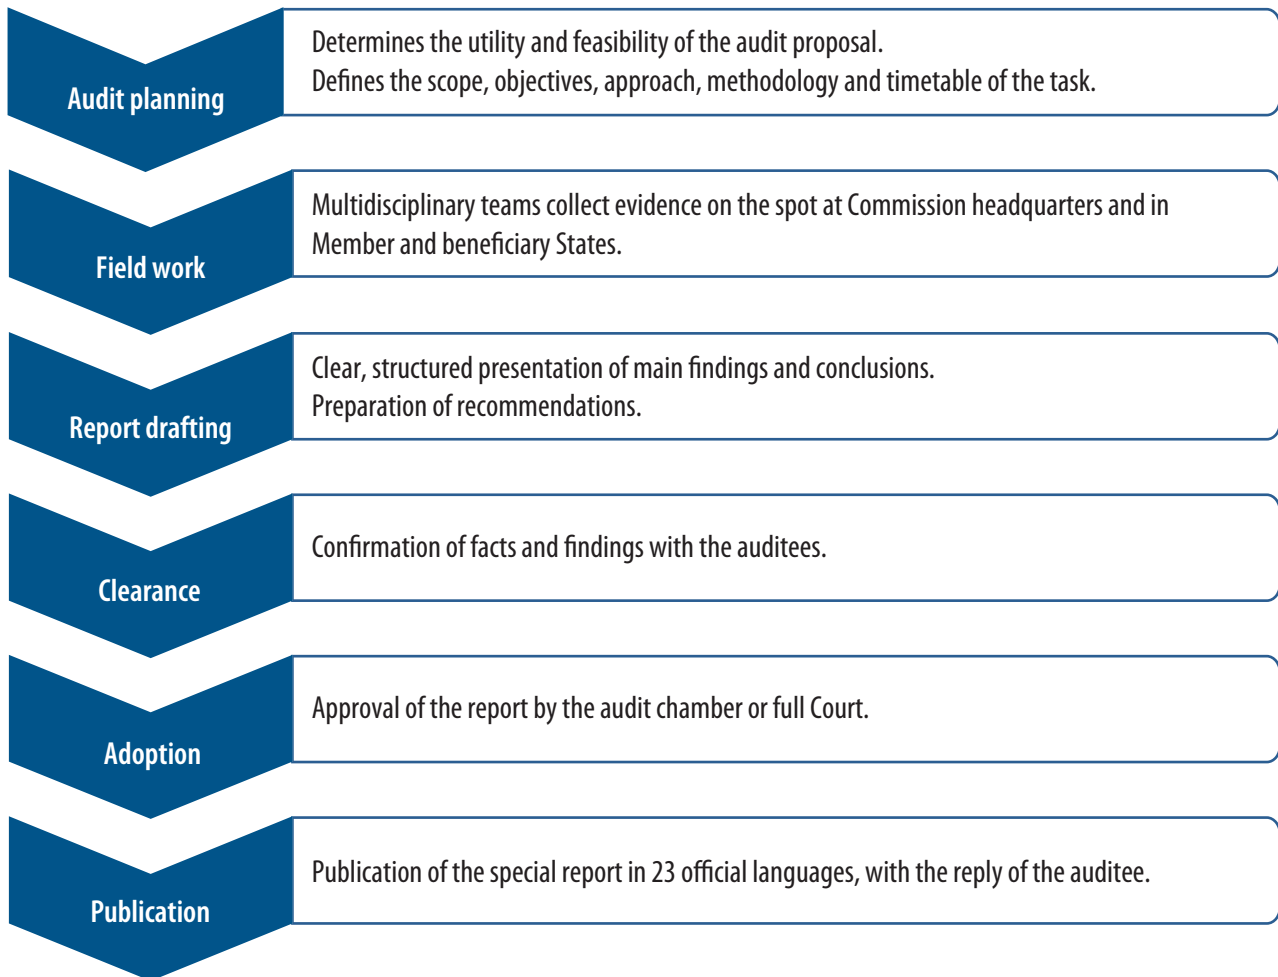 Audit planning
Determines the utility and feasibility of the audit proposal.
Defines the scope, objectives, approach, methodology and timetable of the task.
Field work
Multidisciplinary teams collect evidence on the spot at Commission headquarters and in
Member and beneficiary States.
Report drafting
Clear, structured presentation of main findings and conclusions.
Preparation of recommendations.
Clearance
Confirmation of facts and findings with the auditees.
Adoption
Approval of the report by the audit chamber or full Court.
Publication
Publication of the special report in 23 official languages, with the reply of the auditee.